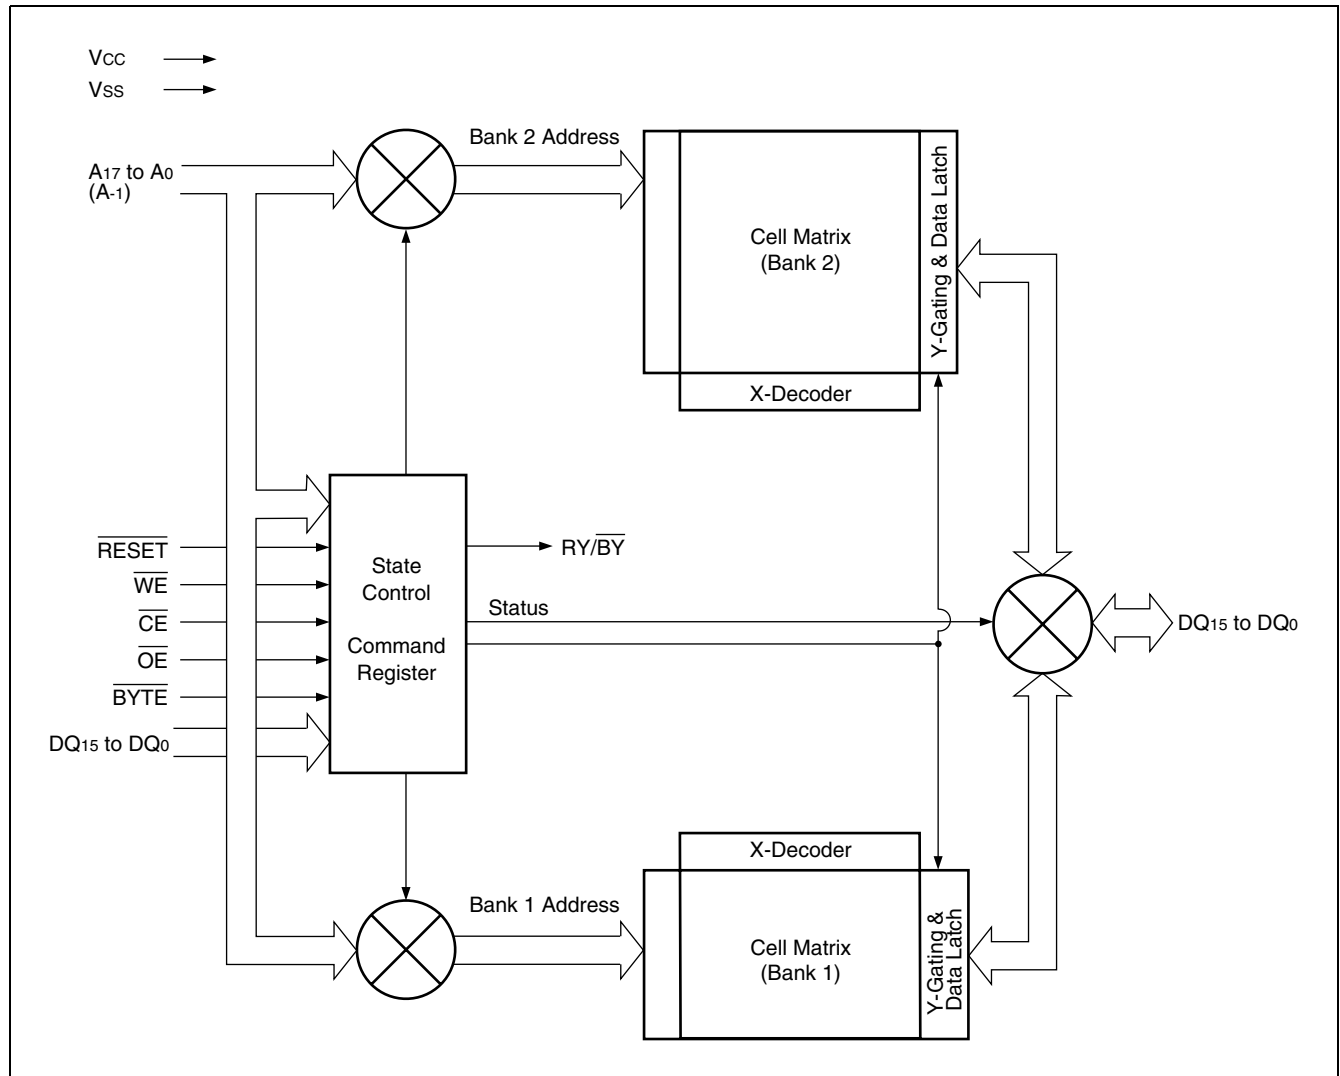 VCC
VSS
A17 to A0
(A-1)
Bank 2 Address
Cell Matrix
(Bank 2)
Y-Gating & Data Latch
X-Decoder
RESET
WE
CE
OE
BYTE
DQ15 to DQ0
State
Control
Command
Register
RY/BY
Status
DQ15 to DQ0
X-Decoder
Bank 1 Address
Cell Matrix
(Bank 1)
Y-Gating &
Data Latch